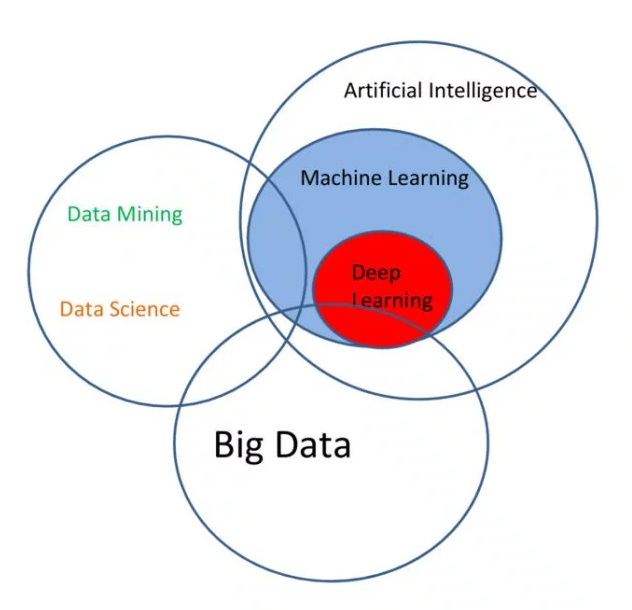 Artificial Intelligence
Machine Learning
Data Mining
Deep
Learning
Data Science
Big Data